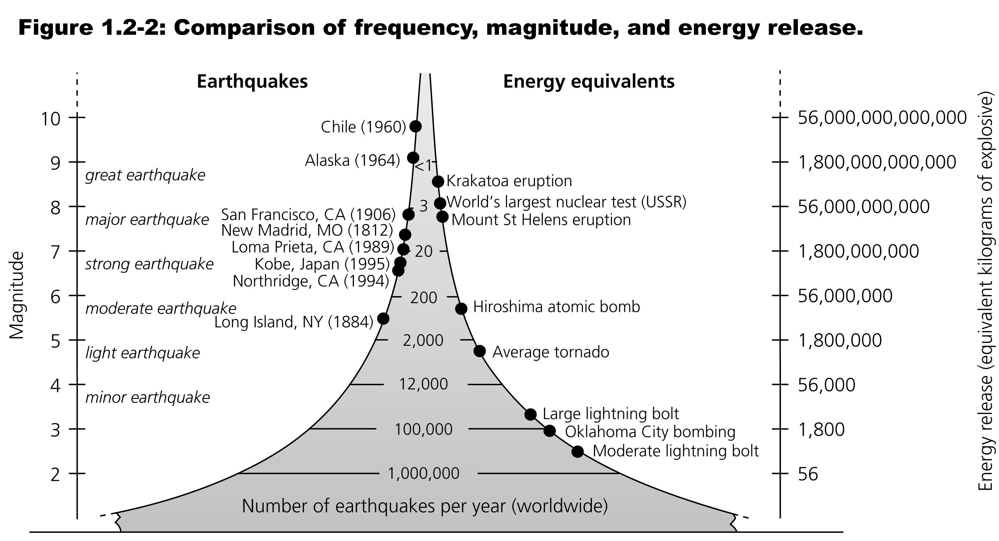 Figure 1.2-2: Comparison of frequency, magnitude, and energy release.
Earthquakes
Energy equivalents
Magnitude
10
9
8
7
6
5
4
3
2
great earthquake
major earthquake
strong earthquake
moderate earthquake
light earthquake
minor earthquake
Chile (1960)
Alaska (1964)
San Francisco, CA (1906)
New Madrid, MO (1812)
Loma Prieta, CA (1989)
Kobe, Japan (1995)
Northridge, CA (1994)
Long Island, NY (1884)
<1
3
20
200
2,000
12,000
100,000
1,000,000
Number of earthquakes per year (worldwide)
Krakatoa eruption
World's largest nuclear test (USSR)
Mount St Helens eruption
Hiroshima atomic bomb
Average tornado
Large lightning bolt
Oklahoma City bombing
Moderate lightning bolt
56,000,000,000,000
1,800,000,000,000
56,000,000,000
1,800,000,000
56,000,000
1,800,000
56,000
1,800
56
Energy release (equivalent kilograms of explosive)